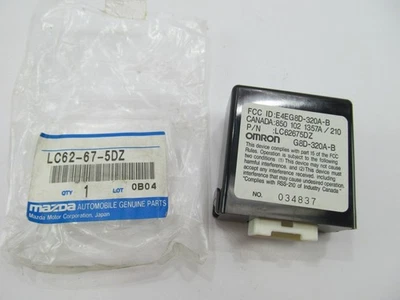 LC62-67-5DZ
QTY 1 LOT 0B04
mazda AUTOMOBILE GENUINE PARTS
Mazda Motor Corporation, Japan
FCC ID:E4EG8D-320A-B
CANADA:850 102 1357A/210
P/N :LC62675DZ
OMRON G8D-320A-B
This device complies with part 15 of the FCC
Rules. Operation is subject to the following
two conditions: (1) This device may not cause
harmful interference, and (2) This device must
accept any interference received, including
interference that may cause undesired operation.
"Complies with RSS-210 of Industry Canada."
NO. 034837